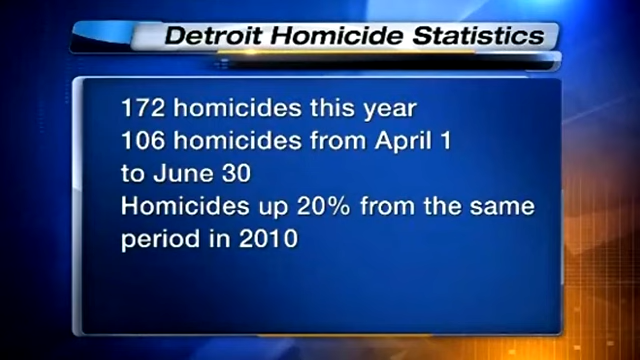 Detroit Homicide Statistics
172 homicides this year
106 homicides from April 1
to June 30
Homicides up 20% from the same
period in 2010